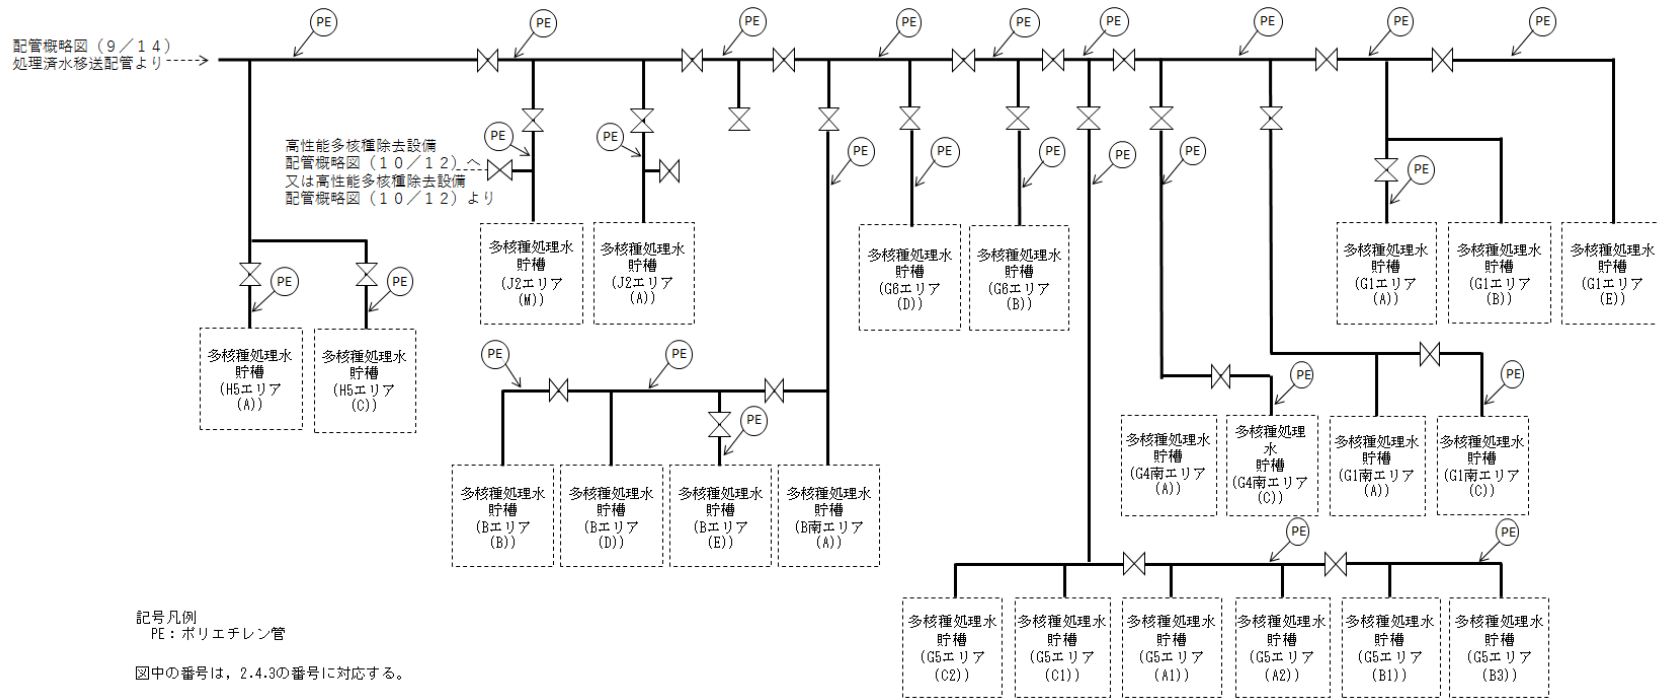 PE
PE
PE
PE
PE
PE
PE
PE
PE
配管概略図（９／１４）
処理済水移送配管より
高性能多核種除去設備
配管概略図（１０／１２）へ
又は高性能多核種除去設備
配管概略図（１０／１２）より
PE
PE
PE
PE
PE
PE
PE
PE
多核種処理水
貯槽
(J2エリア
(M))
多核種処理水
貯槽
(J2エリア
(A))
多核種処理水
貯槽
(G6エリア
(D))
多核種処理水
貯槽
(G6エリア
(B))
多核種処理水
貯槽
(G1エリア
(A))
多核種処理水
貯槽
(G1エリア
(B))
多核種処理水
貯槽
(G1エリア
(E))
PE
PE
多核種処理水
貯槽
(H5エリア
(A))
多核種処理水
貯槽
(H5エリア
(C))
PE
PE
PE
PE
PE
多核種処理水
貯槽
(G4南エリア
(A))
多核種処理
水
貯槽
(G4南エリア
(C))
多核種処理水
貯槽
(G1南エリア
(A))
多核種処理水
貯槽
(G1南エリア
(C))
多核種処理水
貯槽
(Bエリア
(B))
多核種処理水
貯槽
(Bエリア
(D))
多核種処理水
貯槽
(Bエリア
(E))
多核種処理水
貯槽
(B南エリア
(A))
PE
PE
多核種処理水
貯槽
(G5エリア
(C2))
多核種処理水
貯槽
(G5エリア
(C1))
多核種処理水
貯槽
(G5エリア
(A1))
多核種処理水
貯槽
(G5エリア
(A2))
多核種処理水
貯槽
(G5エリア
(B1))
多核種処理水
貯槽
(G5エリア
(B3))
記号凡例
PE：ポリエチレン管
図中の番号は，2.4.3の番号に対応する。